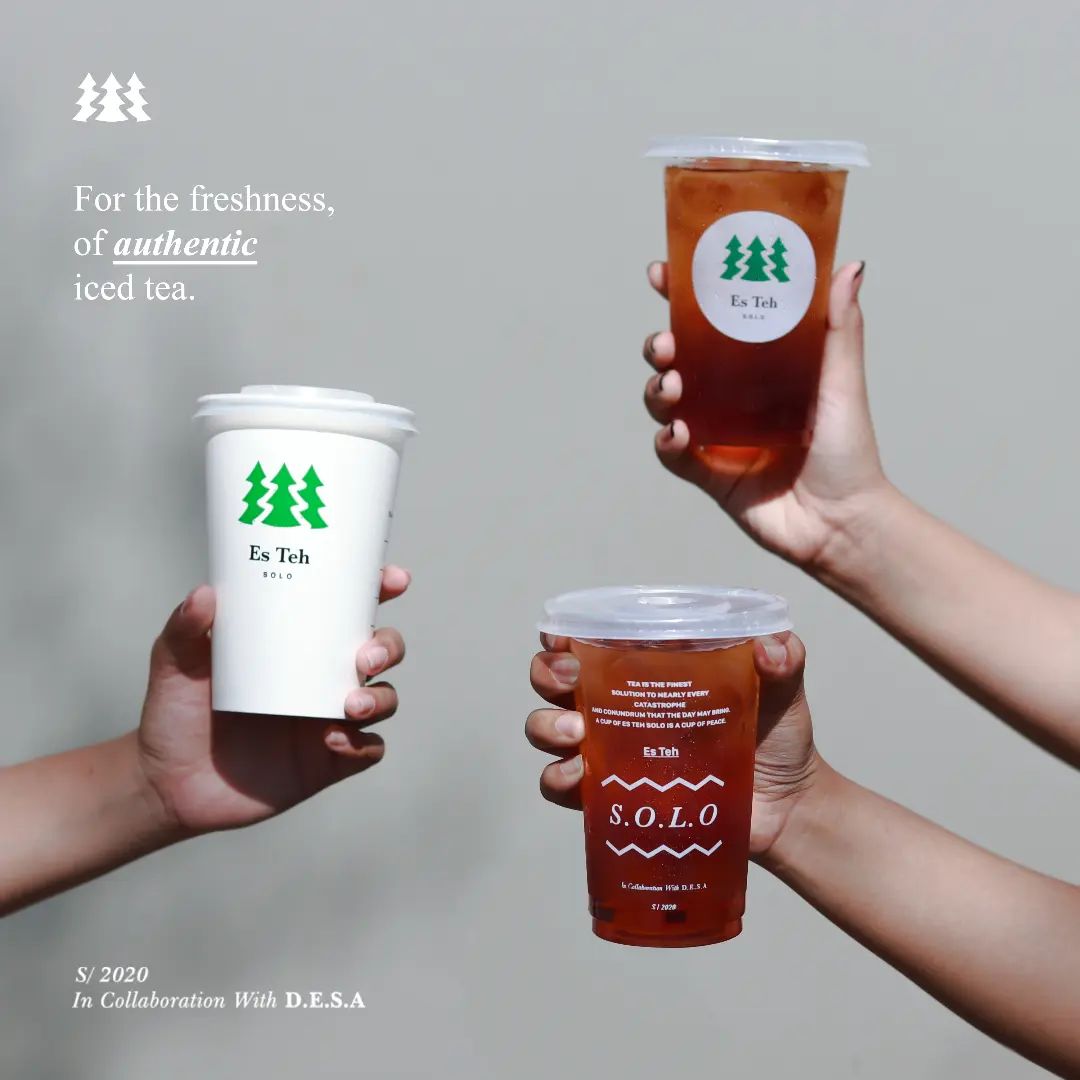 For the freshness,
of authentic
iced tea.
Es Teh
SOLO
Es Teh
SOLO
TEA IS THE FINEST
SOLUTION TO NEARLY EVERY
CATASTROPHE
AND CONUNDRUM THAT THE DAY MAY BRING.
A CUP OF ES TEH SOLO IS A CUP OF PEACE.
Es Teh
S.O.L.O
In Collaboration With D.E.S.A
S/ 2020
S/ 2020
In Collaboration With D.E.S.A